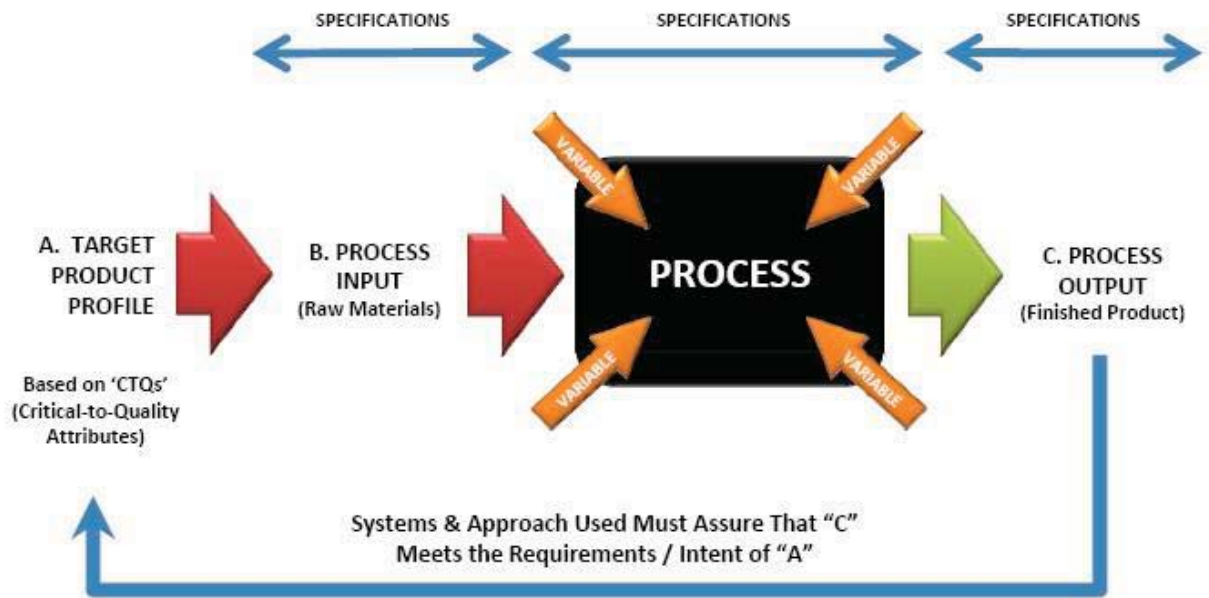 SPECIFICATIONS
SPECIFICATIONS
SPECIFICATIONS
VARIABLE
VARIABLE
A. TARGET
PRODUCT
PROFILE
B. PROCESS
INPUT
(Raw Materials)
PROCESS
C. PROCESS
OUTPUT
(Finished Product)
VARIABLE
VARIABLE
Based on ‘CTQs’
(Critical-to-Quality
Attributes)
Systems & Approach Used Must Assure That “C”
Meets the Requirements / Intent of “A”